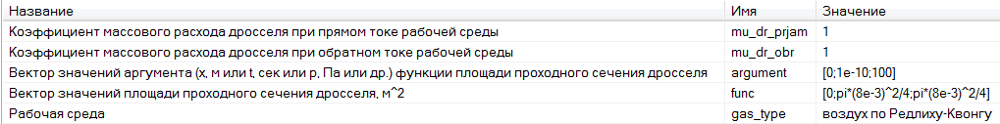 Название Имя Значение
Коэффициент массового расхода дросселя при прямом токе рабочей среды mu_dr_prjam 1
Коэффициент массового расхода дросселя при обратном токе рабочей среды mu_dr_obr 1
Вектор значений аргумента (x, м или t, сек или p, Па или др.) функции площади проходного сечения дросселя argument [0;1e-10;100]
Вектор значений площади проходного сечения дросселя, м^2 func [0;pi*(8e-3)^2/4;pi*(8e-3)^2/4]
Рабочая среда gas_type воздух по Редлиху-Квонгу